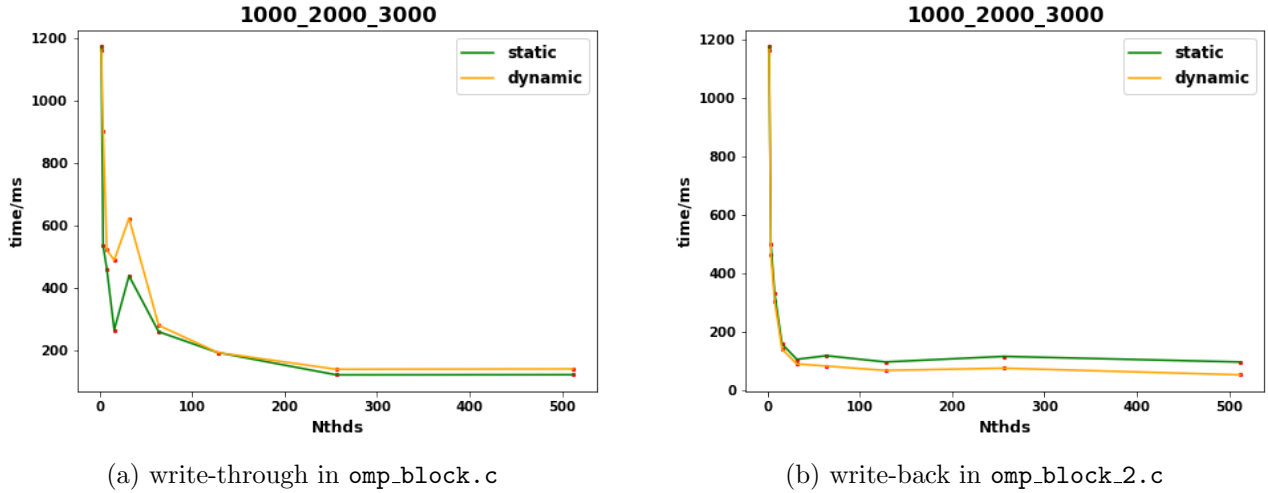 1000_2000_3000
static
dynamic
time/ms
1200
1000
800
600
400
200
0 100 200 300 400 500
Nthds
(a) write-through in omp_block.c
1000_2000_3000
static
dynamic
time/ms
1200
1000
800
600
400
200
0
0 100 200 300 400 500
Nthds
(b) write-back in omp_block_2.c